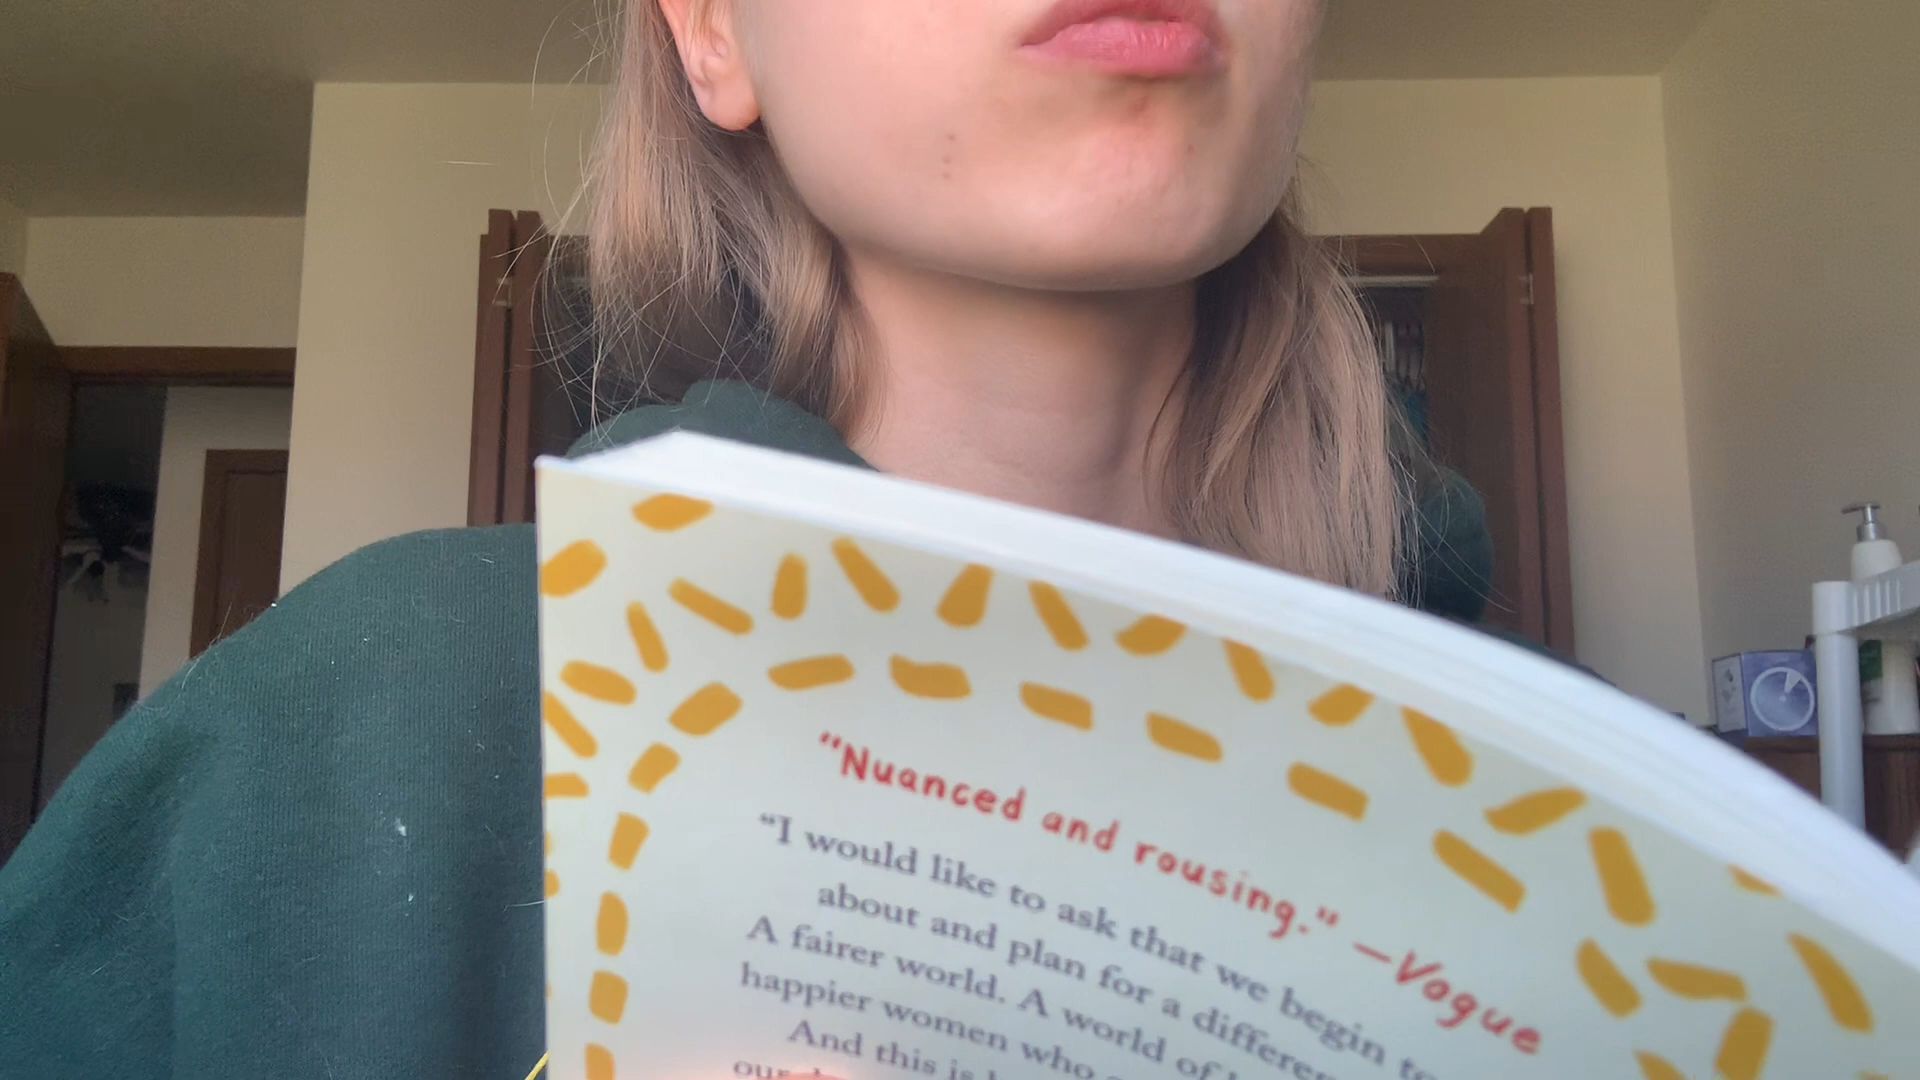 “Nuanced and rousing.” —Vogue
“I would like to ask that we begin to
about and plan for a
A fairer world. A world of
happier women who
And this is
our